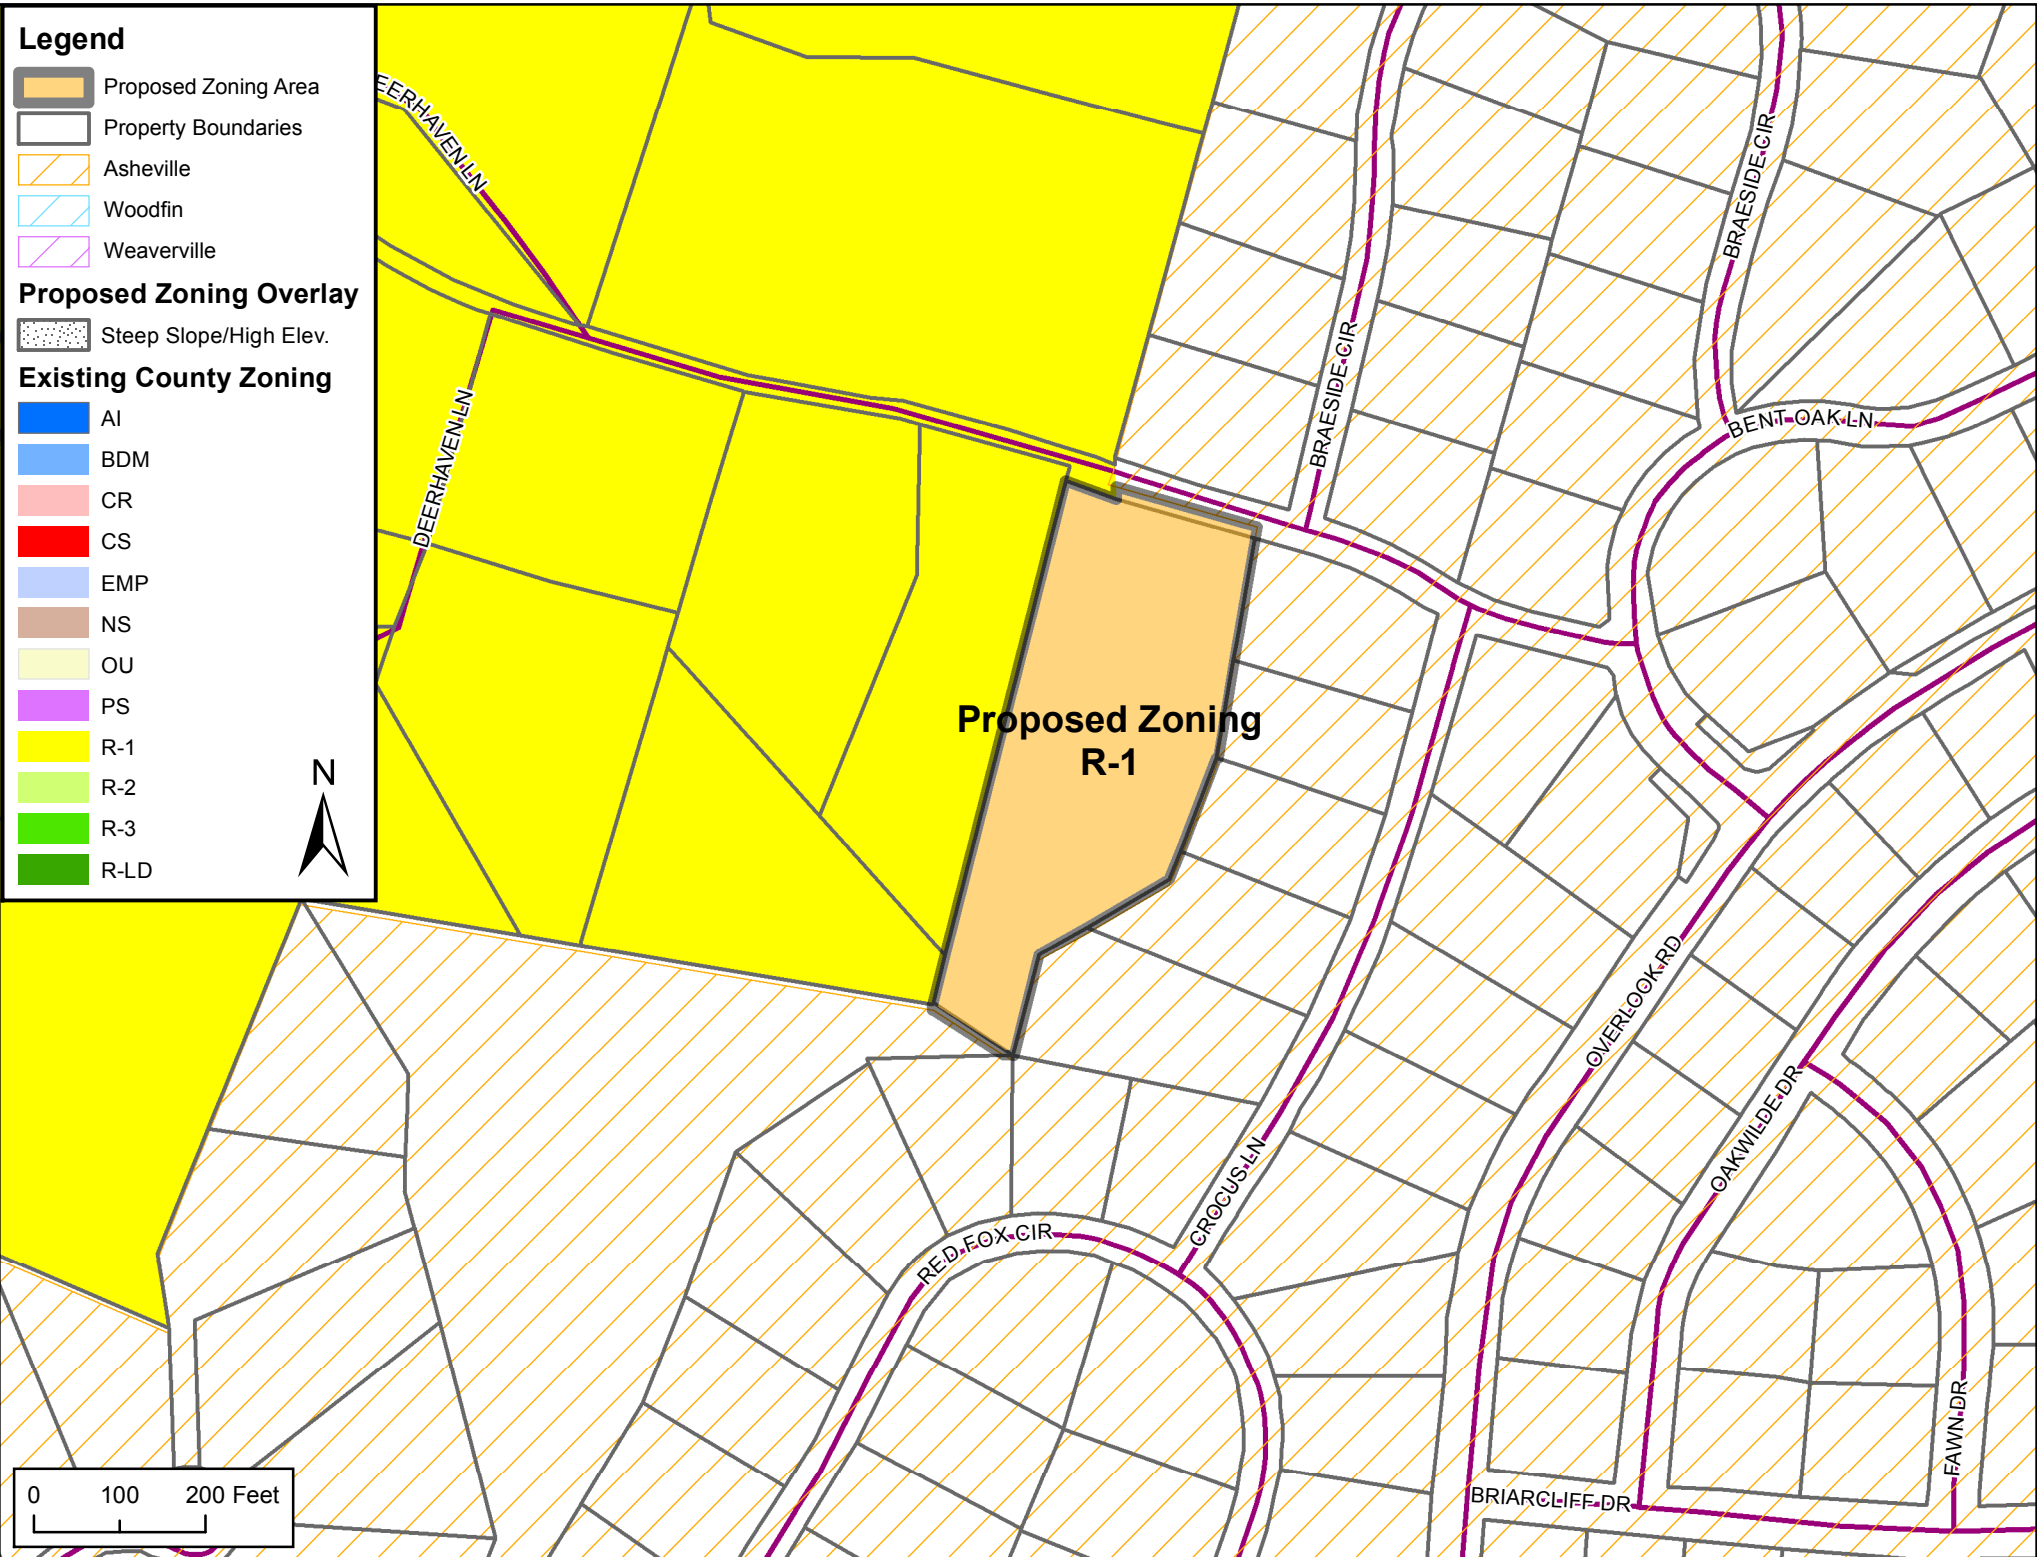 Legend
Proposed Zoning Area
Property Boundaries
Asheville
Woodfin
Weaverville
Proposed Zoning Overlay
Steep Slope/High Elev.
Existing County Zoning
AI
BDM
CR
CS
EMP
NS
OU
PS
R-1
R-2
R-3
R-LD
N
EERHAVEN LN
DEERHAVEN LN
BRAESIDE CIR
BRAESIDE CIR
BENT OAK LN
Proposed Zoning
R-1
OVERLOOK RD
OAKWILDE DR
CROCUS LN
RED FOX CIR
FAWN DR
BRIARCLIFF DR
0 100 200 Feet